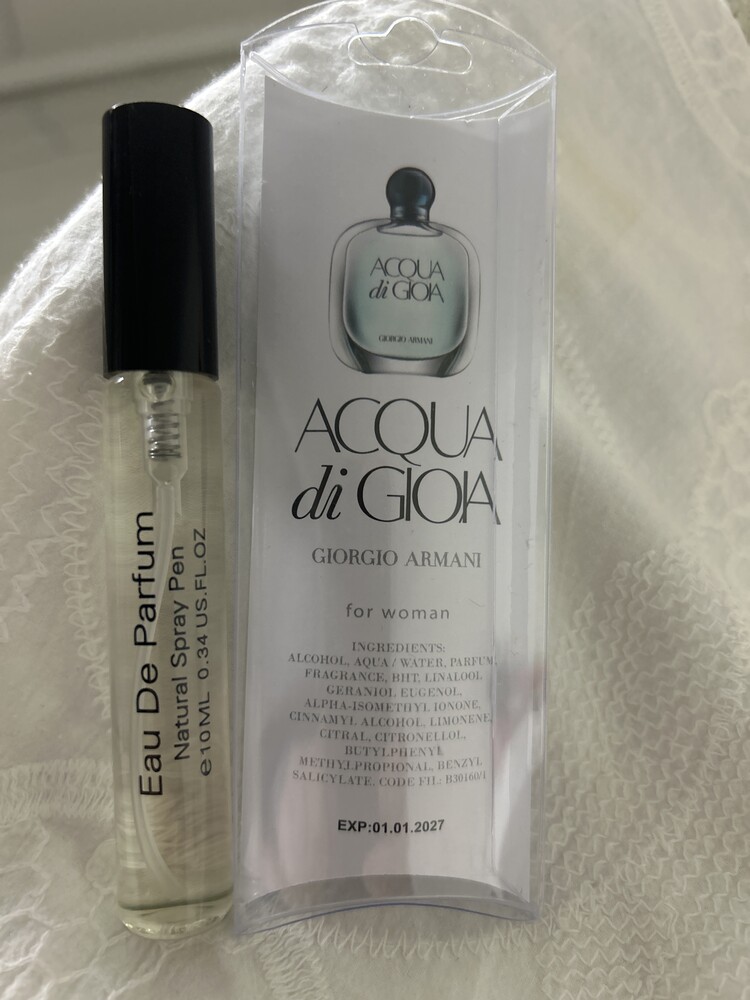 Eau De Parfum
Natural Spray Pen
e10ML 0.34 US.FL.OZ
ACQUA
di GIOIA
GIORGIO ARMANI
ACQUA
di GIOIA
GIORGIO ARMANI
for woman
INGREDIENTS:
ALCOHOL, AQUA / WATER, PARFUM,
FRAGRANCE, BHT, LINALOOL
GERANIOL EUGENOL,
ALPHA-ISOMETHYL IONONE,
CINNAMYL ALCOHOL, LIMONENE,
CITRAL, CITRONELLOL,
BUTYLPHENYL
METHYLPROPIONAL, BENZYL
SALICYLATE. CODE FIL: B30160/1
EXP:01.01.2027